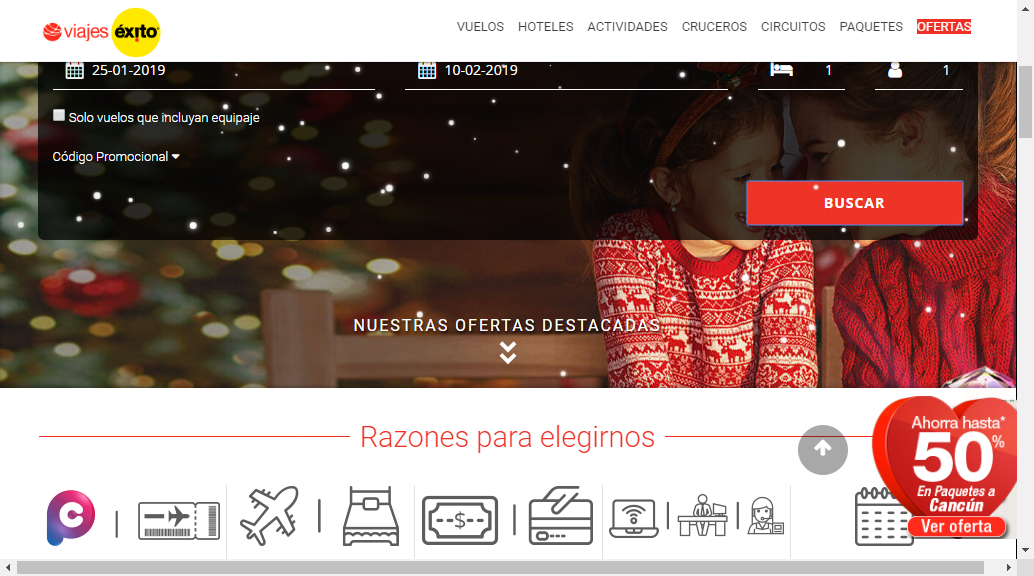 viajes éxito
VUELOS HOTELES ACTIVIDADES CRUCEROS CIRCUITOS PAQUETES OFERTAS
25-01-2019 10-02-2019 1 1
Solo vuelos que incluyan equipaje
Código Promocional
BUSCAR
NUESTRAS OFERTAS DESTACADAS
Razones para elegirnos
Ahorra hasta*
50%
En Paquetes a
Cancún
Ver oferta